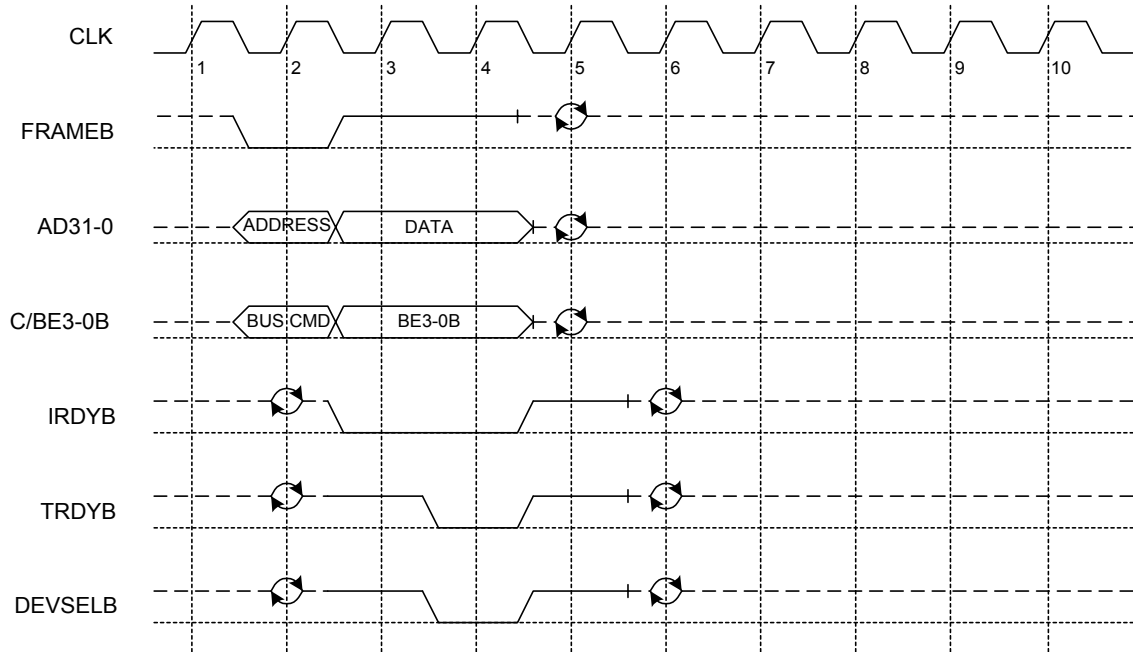 CLK
1 2 3 4 5 6 7 8 9 10
FRAMEB
AD31-0 ADDRESS DATA
C/BE3-0B BUS CMD BE3-0B
IRDYB
TRDYB
DEVSELB